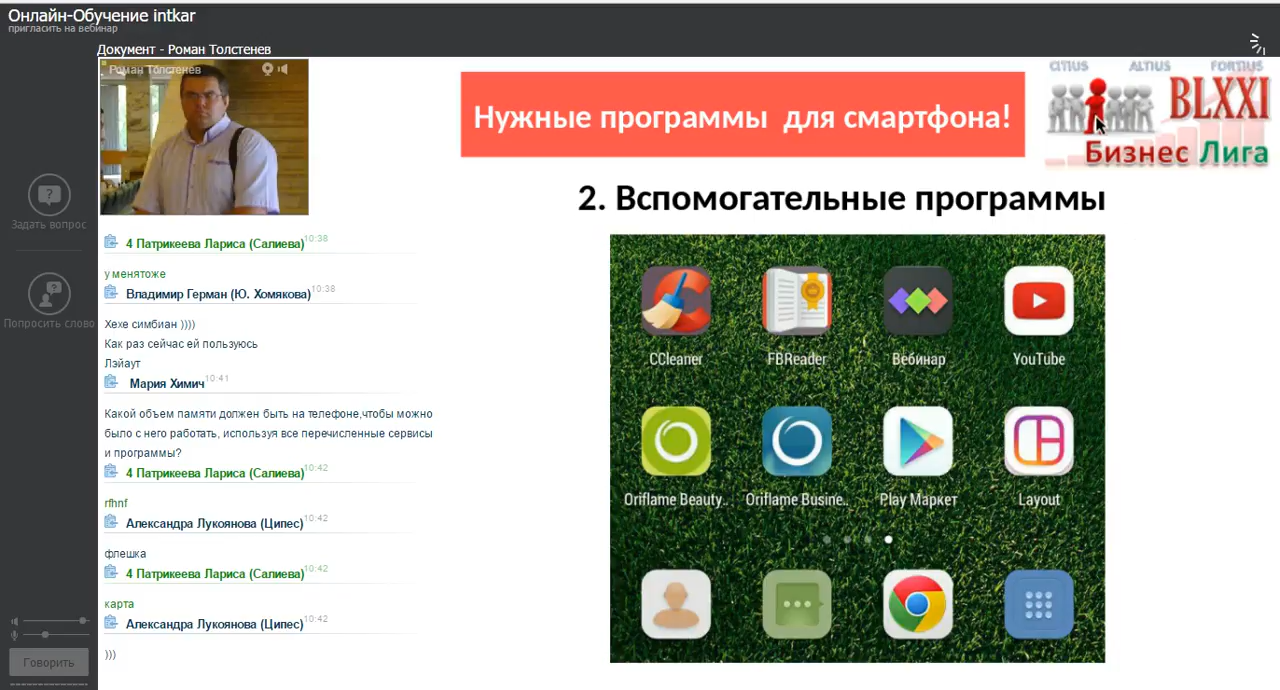 Онлайн-Обучение intkar
пригласить на вебинар
Документ - Роман Толстенев
Роман Толстенев
Задать вопрос
Попросить слово
Говорить
4 Патрикеева Лариса (Салиева) 10:38
у менятоже
Владимир Герман (Ю. Хомякова) 10:38
Хехе симбиан ))))
Как раз сейчас ей пользуюсь
Лэйаут
Мария Химич 10:41
Какой объем памяти должен быть на телефоне,чтобы можно
было с него работать, используя все перечисленные сервисы
и программы?
4 Патрикеева Лариса (Салиева) 10:42
rfhnf
Александра Лукоянова (Ципес) 10:42
флешка
4 Патрикеева Лариса (Салиева) 10:42
карта
Александра Лукоянова (Ципес) 10:42
)))
Нужные программы для смартфона!
CITIUS ALTIUS FORTIUS
BLXXI
Бизнес Лига
2. Вспомогательные программы
CCleaner FBReader Вебинар YouTube
Oriflame Beauty.. Oriflame Busine.. Play Маркет Layout